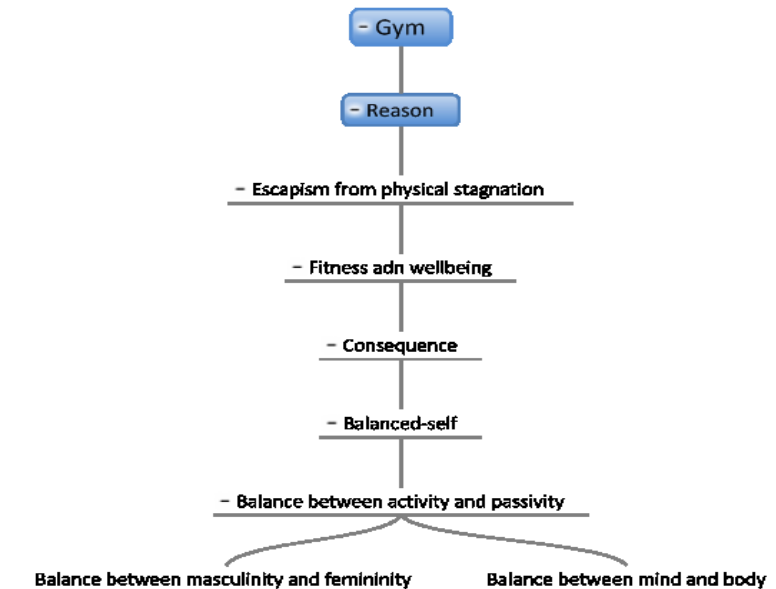 - Gym
- Reason
- Escapism from physical stagnation
- Fitness adn wellbeing
- Consequence
- Balanced-self
- Balance between activity and passivity
Balance between masculinity and femininity
Balance between mind and body